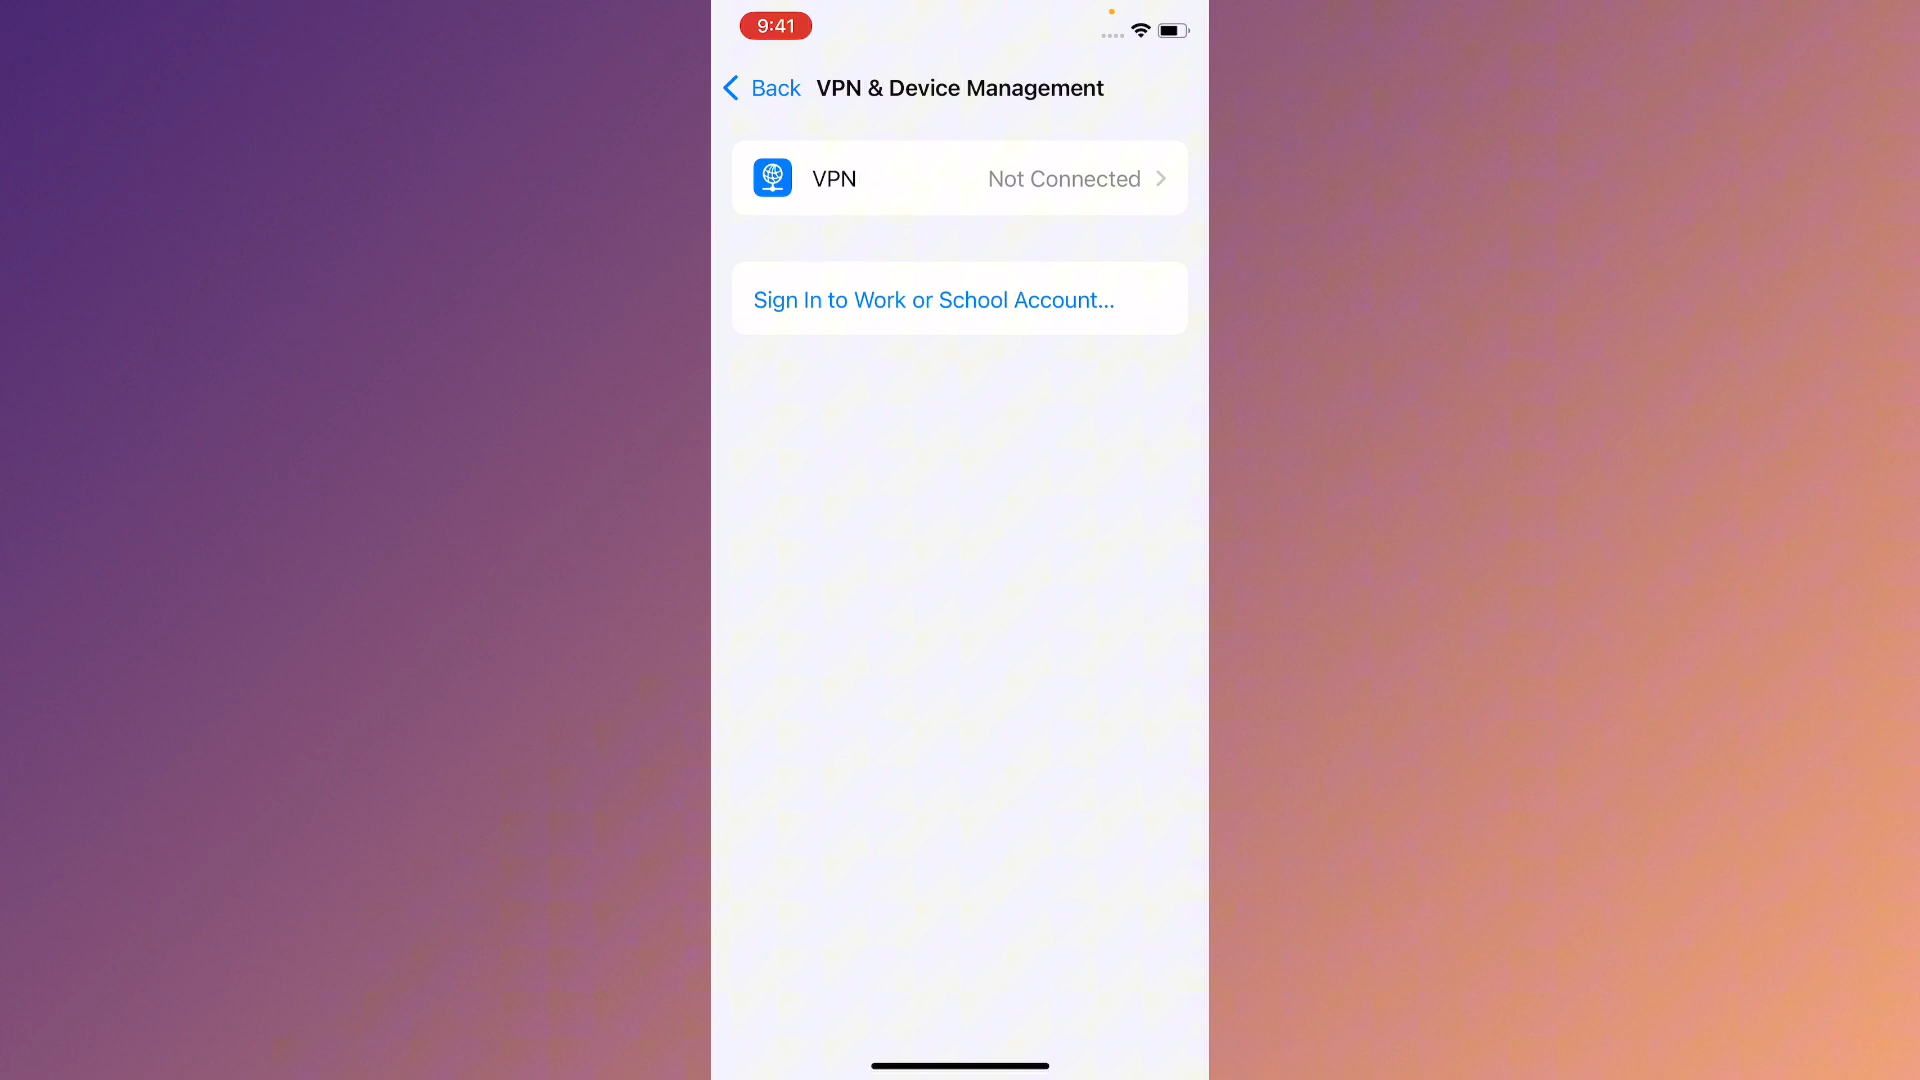 9:41
Back VPN & Device Management
VPN Not Connected
Sign In to Work or School Account...